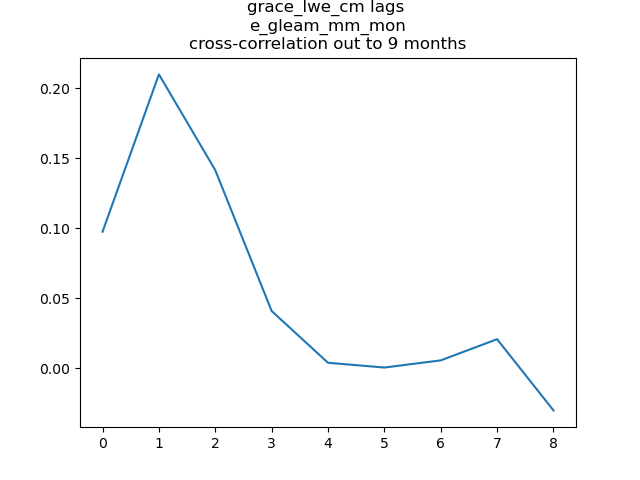 grace_lwe_cm lags
e_gleam_mm_mon
cross-correlation out to 9 months
0.20
0.15
0.10
0.05
0.00
0 1 2 3 4 5 6 7 8